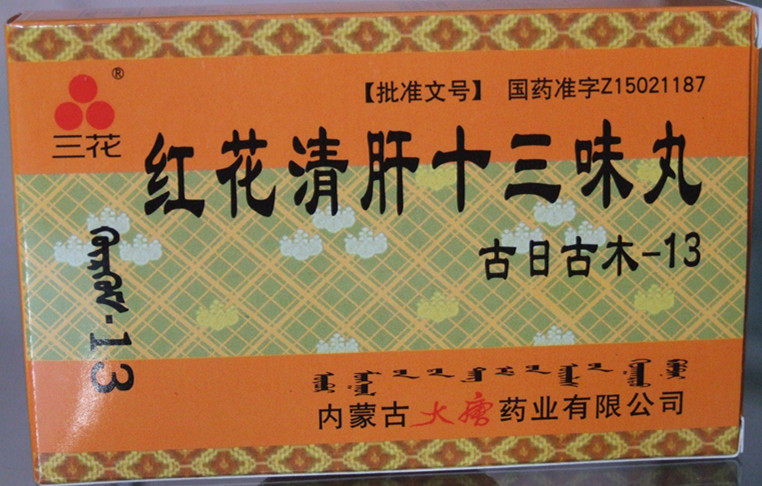 ®
三花
【批准文号】 国药准字Z15021187
红花清肝十三味丸
古日古木-13
-13
内蒙古大唐药业有限公司